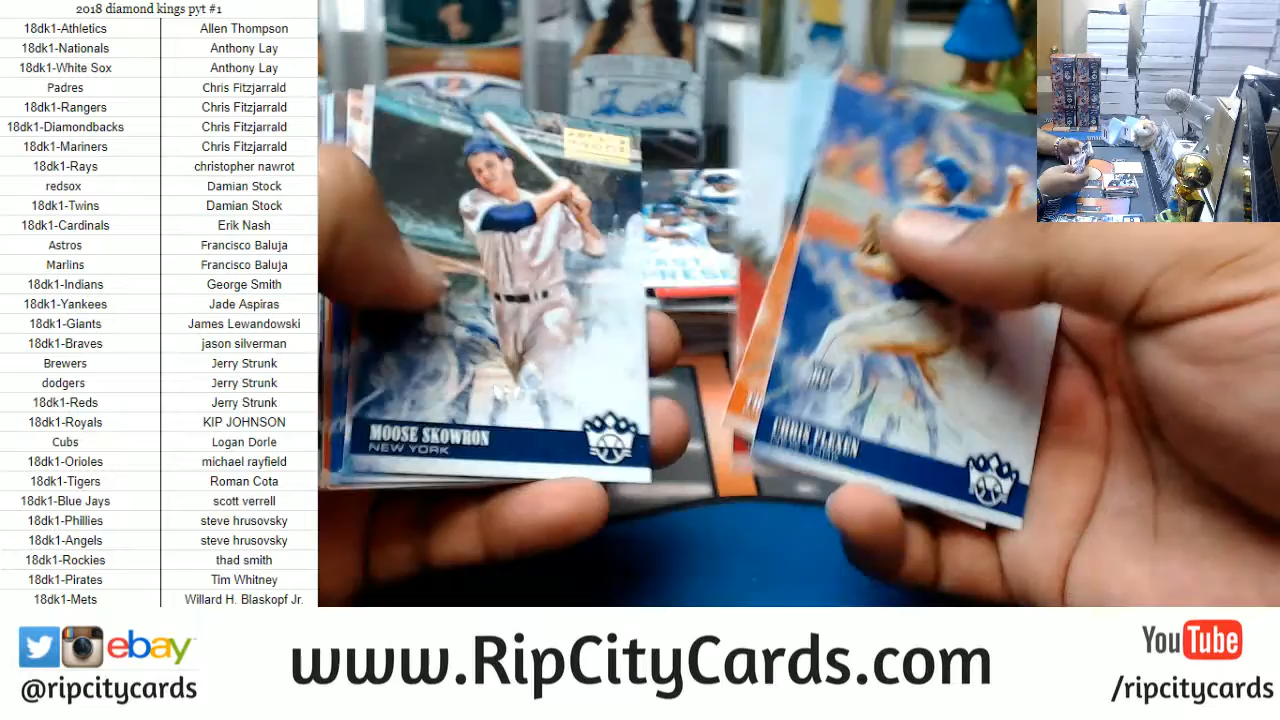 2018 diamond kings pyt #1
18dk1-Athletics Allen Thompson
18dk1-Nationals Anthony Lay
18dk1-White Sox Anthony Lay
Padres Chris Fitzjarrald
18dk1-Rangers Chris Fitzjarrald
18dk1-Diamondbacks Chris Fitzjarrald
18dk1-Mariners Chris Fitzjarrald
18dk1-Rays christopher nawrot
redsox Damian Stock
18dk1-Twins Damian Stock
18dk1-Cardinals Erik Nash
Astros Francisco Baluja
Marlins Francisco Baluja
18dk1-Indians George Smith
18dk1-Yankees Jade Aspiras
18dk1-Giants James Lewandowski
18dk1-Braves jason silverman
Brewers Jerry Strunk
dodgers Jerry Strunk
18dk1-Reds Jerry Strunk
18dk1-Royals KIP JOHNSON
Cubs Logan Dorle
18dk1-Orioles michael rayfield
18dk1-Tigers Roman Cota
18dk1-Blue Jays scott verrell
18dk1-Phillies steve hrusovsky
18dk1-Angels steve hrusovsky
18dk1-Rockies thad smith
18dk1-Pirates Tim Whitney
18dk1-Mets Willard H. Blaskopf Jr.
MOOSE SKOWRON
NEW YORK
CHRIS FLEXEN
ebay
@ripcitycards
www.RipCityCards.com
YouTube
/ripcitycards